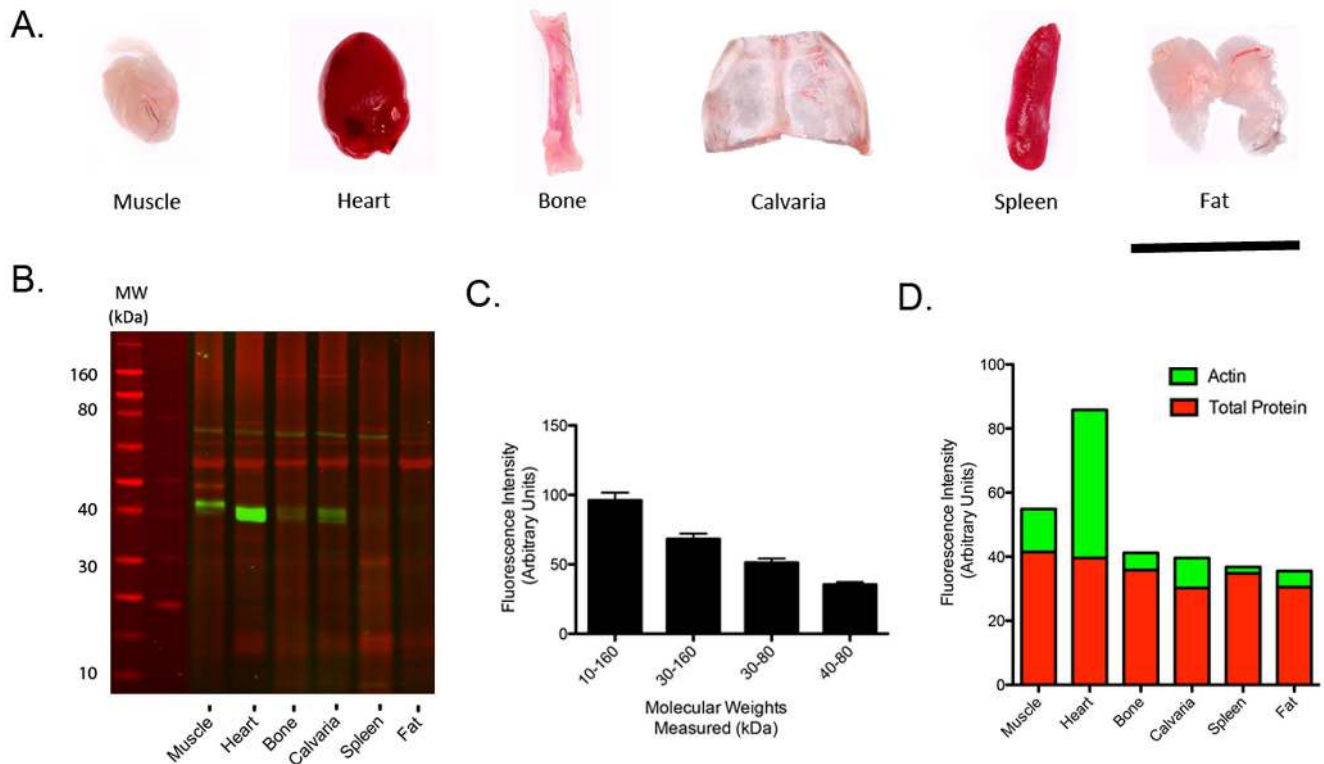 A.
Muscle
Heart
Bone
Calvaria
Spleen
Fat
B.
MW
(kDa)
160
80
40
30
10
Muscle
Heart
Bone
Calvaria
Spleen
Fat
C.
Fluorescence Intensity
(Arbitrary Units)
150
100
50
0
10-160
30-160
30-80
40-80
Molecular Weights
Measured (kDa)
D.
Fluorescence Intensity
(Arbitrary Units)
100
80
60
40
20
0
Actin
Total Protein
Muscle
Heart
Bone
Calvaria
Spleen
Fat